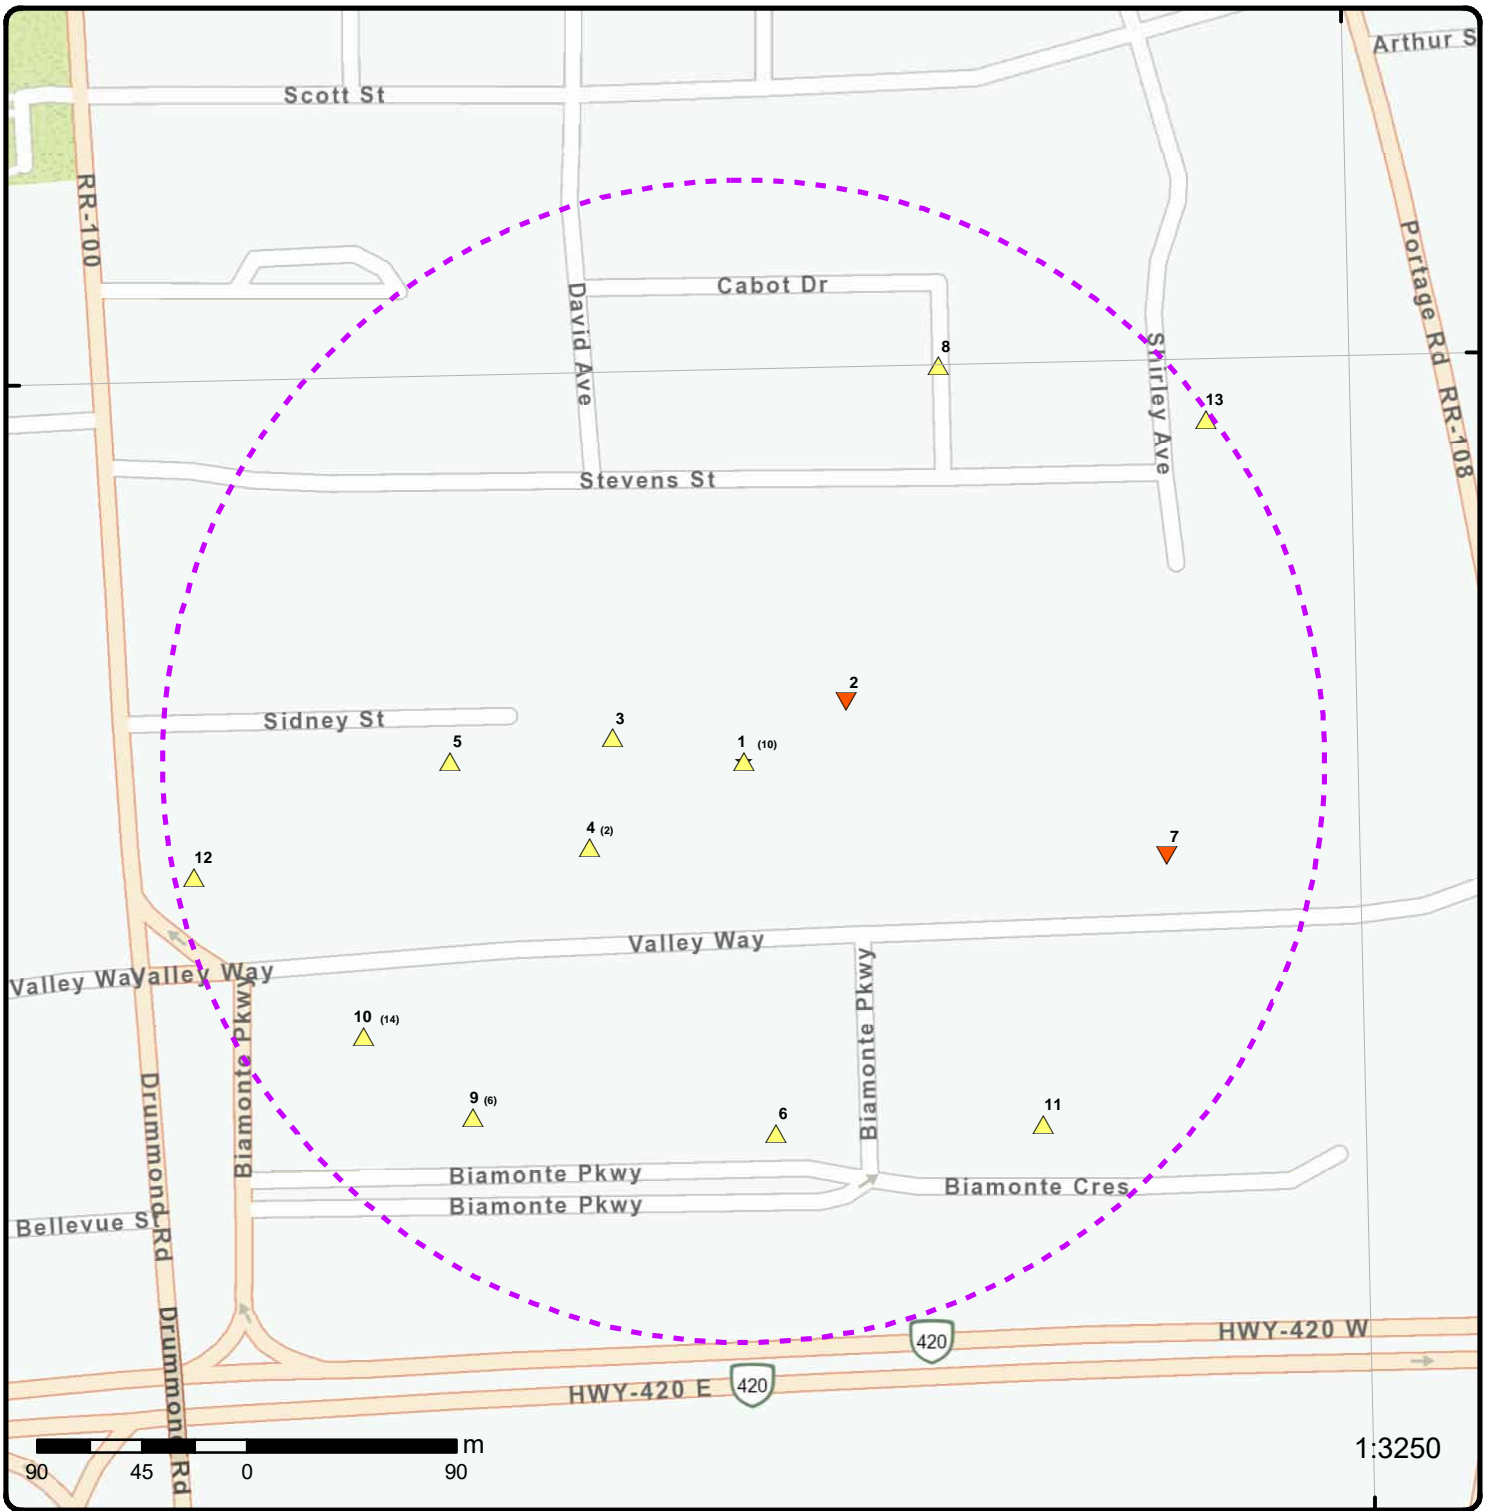 Arthur S
Scott St
RR-100
Portage Rd
RR-108
Cabot Dr
David Ave
Shirley Ave
8
13
Stevens St
2
Sidney St
3
5
1 (10)
4 (2)
7
12
Valley Way
Valley Way
Valley Way
Biamonte Pkwy
Biamonte Pkwy
10 (14)
9 (6)
6
11
Drummond Rd
Biamonte Pkwy
Biamonte Cres
Biamonte Pkwy
Bellevue St
420
HWY-420 W
420
HWY-420 E
Drummond Rd
m
90 45 0 90
1:3250